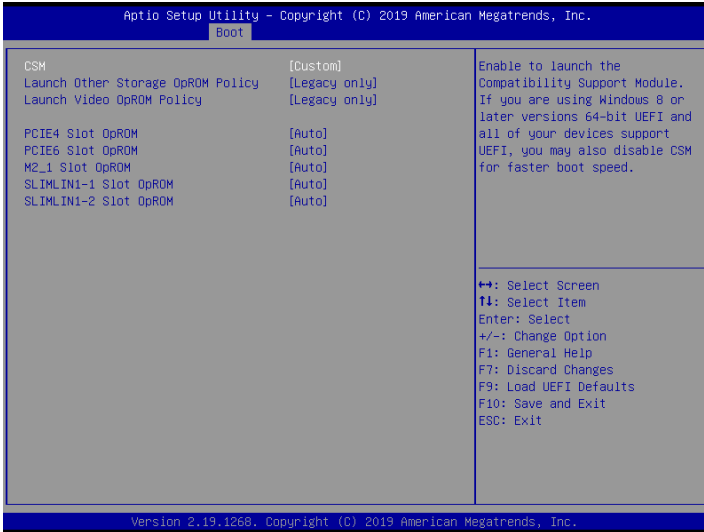 Aptio Setup Utility – Copyright (C) 2019 American Megatrends, Inc.
Boot
CSM [Custom]
Launch Other Storage OpROM Policy [Legacy only]
Launch Video OpROM Policy [Legacy only]
PCIE4 Slot OpROM [Auto]
PCIE6 Slot OpROM [Auto]
M2_1 Slot OpROM [Auto]
SLIMLIN1-1 Slot OpROM [Auto]
SLIMLIN1-2 Slot OpROM [Auto]
Enable to launch the
Compatibility Support Module.
If you are using Windows 8 or
later versions 64-bit UEFI and
all of your devices support
UEFI, you may also disable CSM
for faster boot speed.
↔: Select Screen
↑↓: Select Item
Enter: Select
+/-: Change Option
F1: General Help
F7: Discard Changes
F9: Load UEFI Defaults
F10: Save and Exit
ESC: Exit
Version 2.19.1268. Copyright (C) 2019 American Megatrends, Inc.